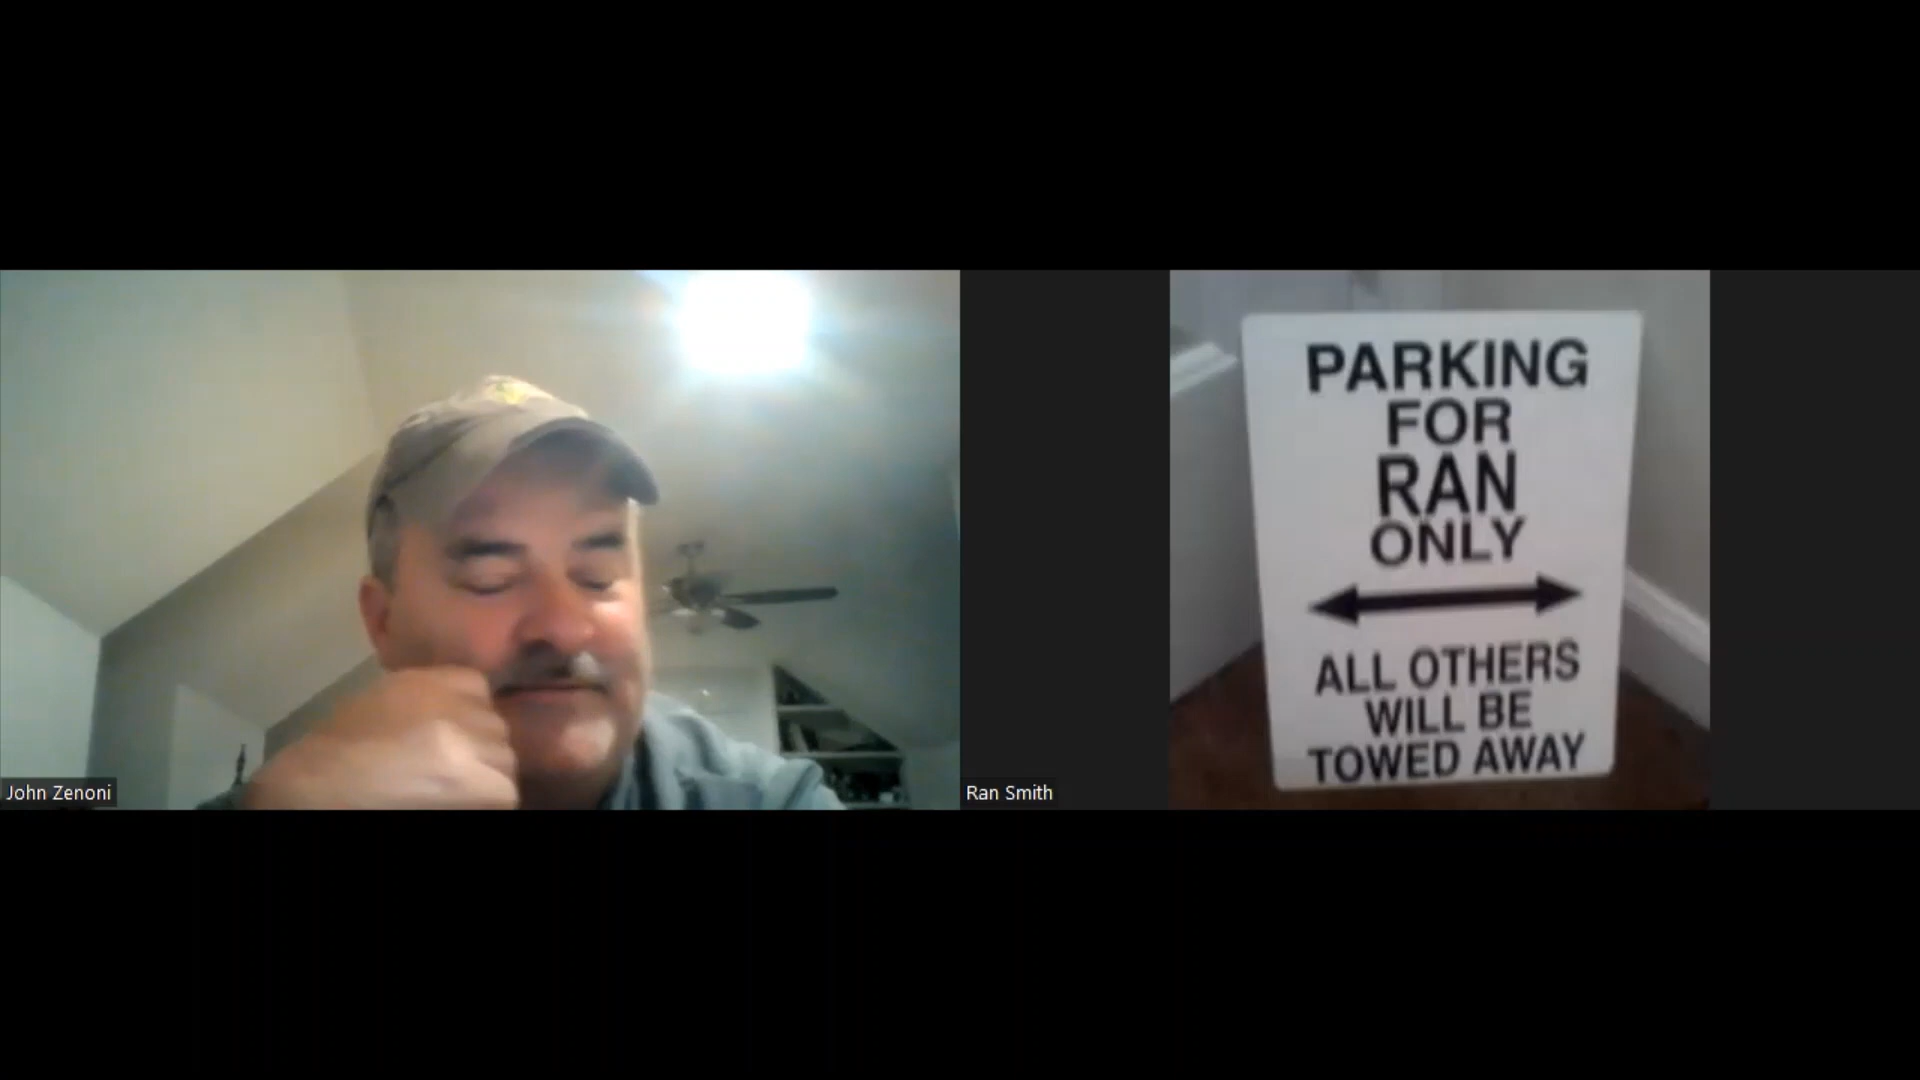 John Zenoni
PARKING
FOR
RAN
ONLY
ALL OTHERS
WILL BE
TOWED AWAY
Ran Smith